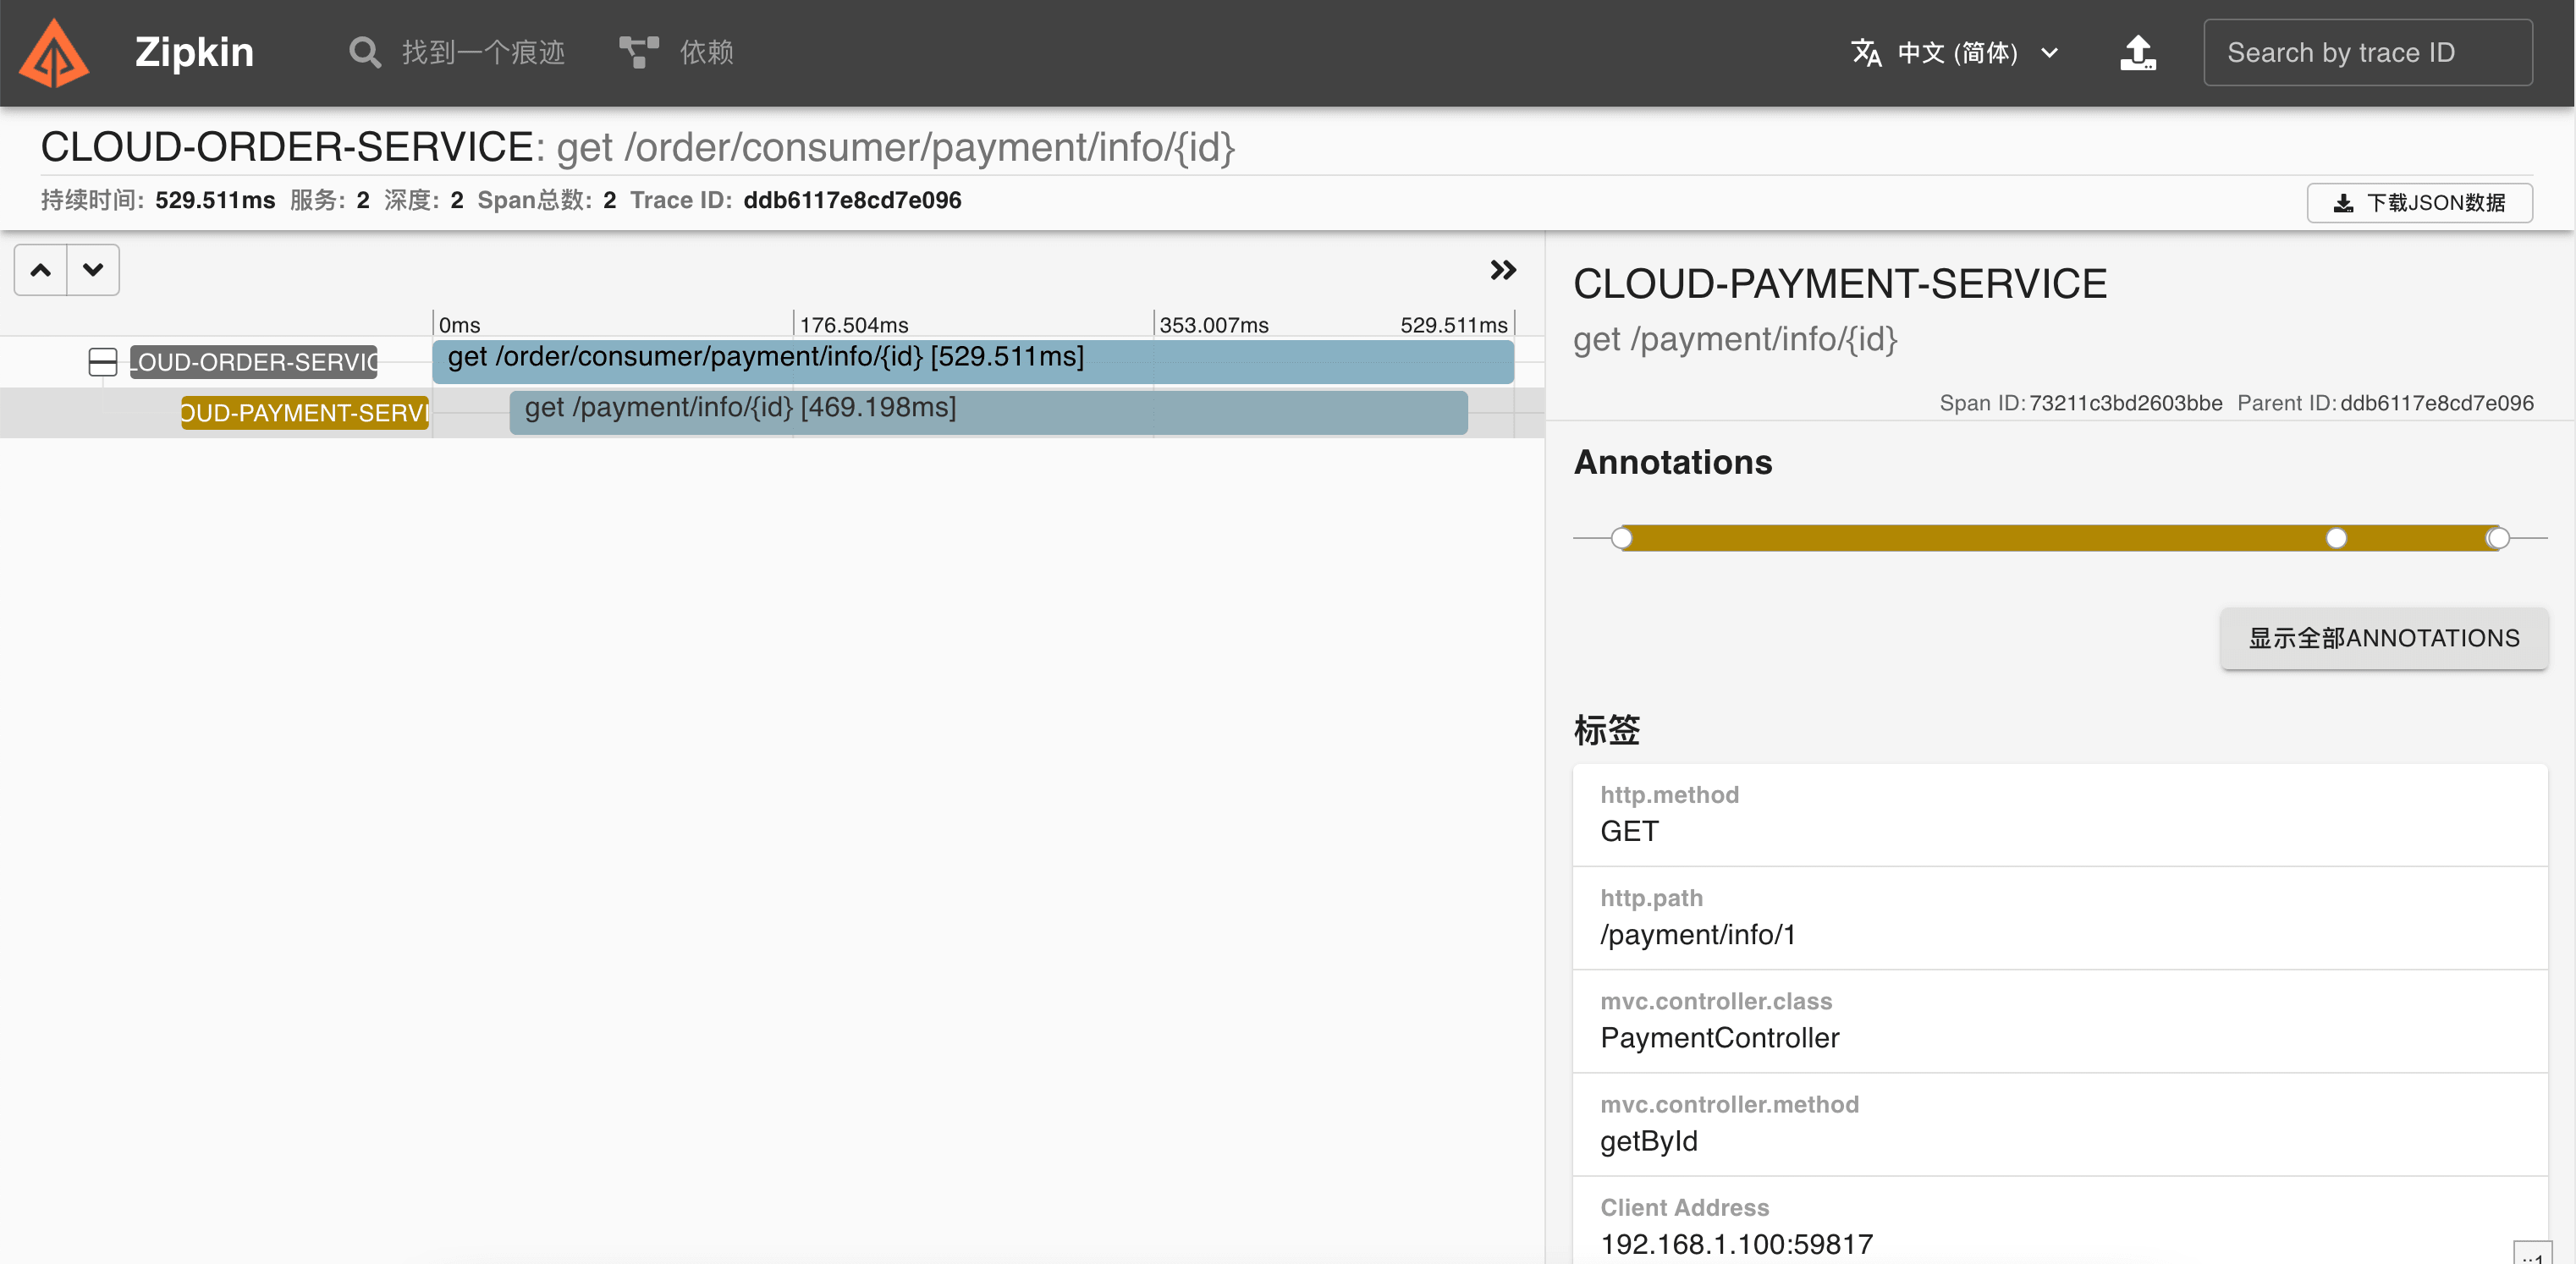 Zipkin
找到一个痕迹
依赖
中文 (简体)
Search by trace ID
CLOUD-ORDER-SERVICE: get /order/consumer/payment/info/{id}
持续时间: 529.511ms 服务: 2 深度: 2 Span总数: 2 Trace ID: ddb6117e8cd7e096
下载JSON数据
0ms 176.504ms 353.007ms 529.511ms
LOUD-ORDER-SERVIC get /order/consumer/payment/info/{id} [529.511ms]
OUD-PAYMENT-SERVI get /payment/info/{id} [469.198ms]
CLOUD-PAYMENT-SERVICE
get /payment/info/{id}
Span ID: 73211c3bd2603bbe Parent ID: ddb6117e8cd7e096
Annotations
显示全部ANNOTATIONS
标签
http.method
GET
http.path
/payment/info/1
mvc.controller.class
PaymentController
mvc.controller.method
getById
Client Address
192.168.1.100:59817